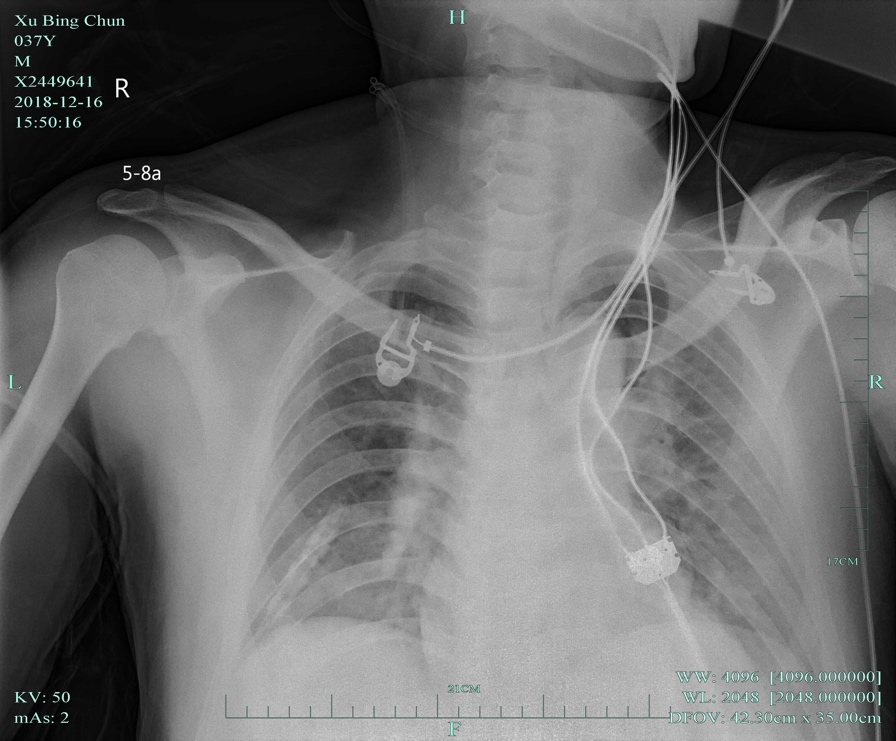 Xu Bing Chun
037Y
M
X2449641
2018-12-16
15:50:16
R
H
5-8a
L
R
17CM
KV: 50
mAs: 2
21CM
F
WW: 4096 [4096.000000]
WL: 2048 [2048.000000]
DFOV: 42.30cm x 35.00cm